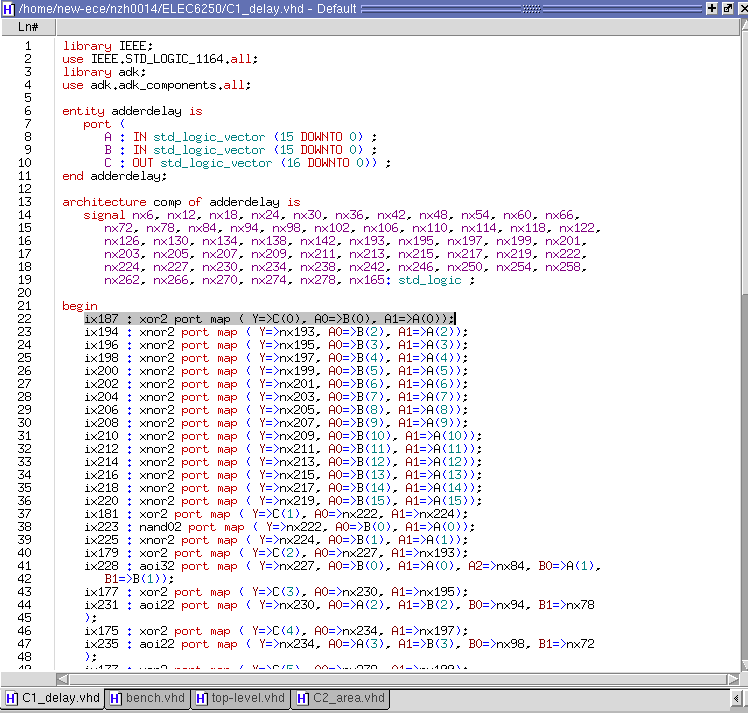 /home/new-ece/nzh0014/ELEC6250/C1_delay.vhd - Default
Ln#
1 library IEEE;
2 use IEEE.STD_LOGIC_1164.all;
3 library adk;
4 use adk.adk_components.all;
5
6 entity adderdelay is
7 port (
8 A : IN std_logic_vector (15 DOWNTO 0) ;
9 B : IN std_logic_vector (15 DOWNTO 0) ;
10 C : OUT std_logic_vector (16 DOWNTO 0)) ;
11 end adderdelay;
12
13 architecture comp of adderdelay is
14 signal nx6, nx12, nx18, nx24, nx30, nx36, nx42, nx48, nx54, nx60, nx66,
15 nx72, nx78, nx84, nx94, nx98, nx102, nx106, nx110, nx114, nx118, nx122,
16 nx126, nx130, nx134, nx138, nx142, nx193, nx195, nx197, nx199, nx201,
17 nx203, nx205, nx207, nx209, nx211, nx213, nx215, nx217, nx219, nx222,
18 nx224, nx227, nx230, nx234, nx238, nx242, nx246, nx250, nx254, nx258,
19 nx262, nx266, nx270, nx274, nx278, nx165: std_logic ;
20
21 begin
22 ix187 : xor2 port map ( Y=>C(0), A0=>B(0), A1=>A(0));
23 ix194 : xnor2 port map ( Y=>nx193, A0=>B(2), A1=>A(2));
24 ix196 : xnor2 port map ( Y=>nx195, A0=>B(3), A1=>A(3));
25 ix198 : xnor2 port map ( Y=>nx197, A0=>B(4), A1=>A(4));
26 ix200 : xnor2 port map ( Y=>nx199, A0=>B(5), A1=>A(5));
27 ix202 : xnor2 port map ( Y=>nx201, A0=>B(6), A1=>A(6));
28 ix204 : xnor2 port map ( Y=>nx203, A0=>B(7), A1=>A(7));
29 ix206 : xnor2 port map ( Y=>nx205, A0=>B(8), A1=>A(8));
30 ix208 : xnor2 port map ( Y=>nx207, A0=>B(9), A1=>A(9));
31 ix210 : xnor2 port map ( Y=>nx209, A0=>B(10), A1=>A(10));
32 ix212 : xnor2 port map ( Y=>nx211, A0=>B(11), A1=>A(11));
33 ix214 : xnor2 port map ( Y=>nx213, A0=>B(12), A1=>A(12));
34 ix216 : xnor2 port map ( Y=>nx215, A0=>B(13), A1=>A(13));
35 ix218 : xnor2 port map ( Y=>nx217, A0=>B(14), A1=>A(14));
36 ix220 : xnor2 port map ( Y=>nx219, A0=>B(15), A1=>A(15));
37 ix181 : xor2 port map ( Y=>C(1), A0=>nx222, A1=>nx224);
38 ix223 : nand02 port map ( Y=>nx222, A0=>B(0), A1=>A(0));
39 ix225 : xnor2 port map ( Y=>nx224, A0=>B(1), A1=>A(1));
40 ix179 : xor2 port map ( Y=>C(2), A0=>nx227, A1=>nx193);
41 ix228 : aoi32 port map ( Y=>nx227, A0=>B(0), A1=>A(0), A2=>nx84, B0=>A(1),
42 B1=>B(1));
43 ix177 : xor2 port map ( Y=>C(3), A0=>nx230, A1=>nx195);
44 ix231 : aoi22 port map ( Y=>nx230, A0=>A(2), A1=>B(2), B0=>nx94, B1=>nx78
45 );
46 ix175 : xor2 port map ( Y=>C(4), A0=>nx234, A1=>nx197);
47 ix235 : aoi22 port map ( Y=>nx234, A0=>A(3), A1=>B(3), B0=>nx98, B1=>nx72
48 );
C1_delay.vhd bench.vhd top-level.vhd C2_area.vhd